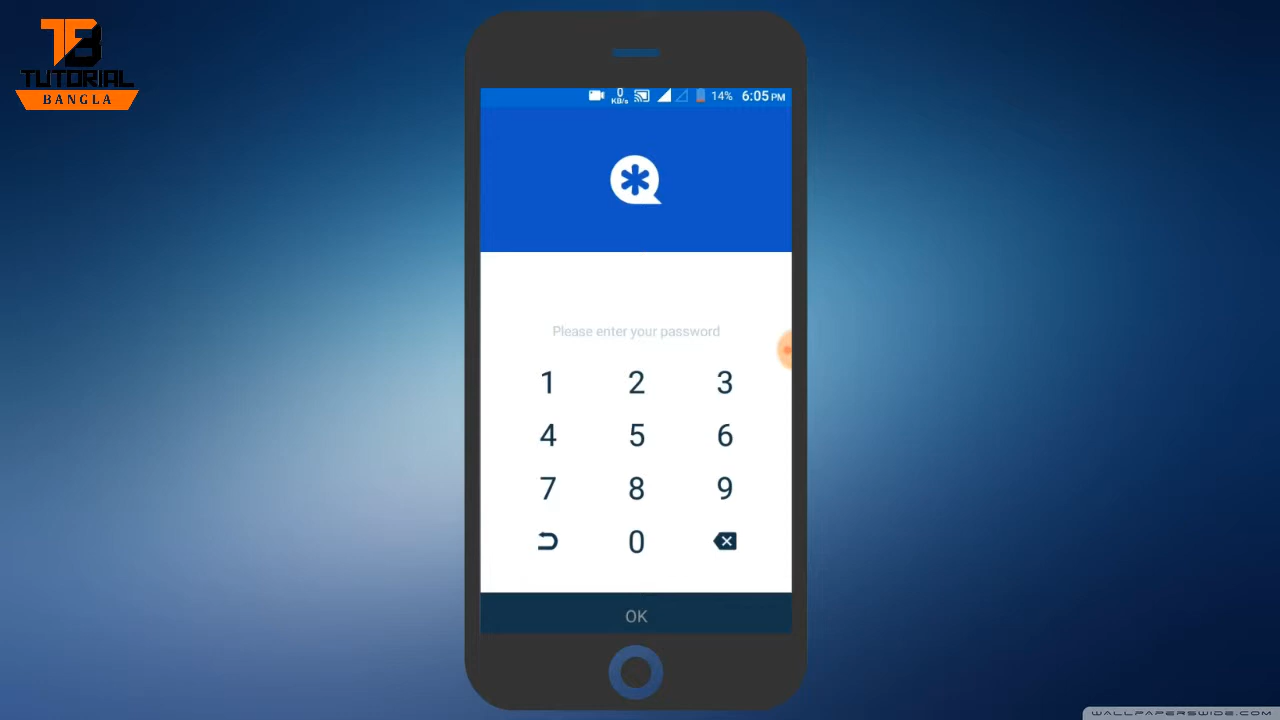 TB
TUTORIAL
BANGLA
0
KB/s
14% 6:05 PM
Please enter your password
1 2 3
4 5 6
7 8 9
0
OK
WALLPAPERSWIDE.COM